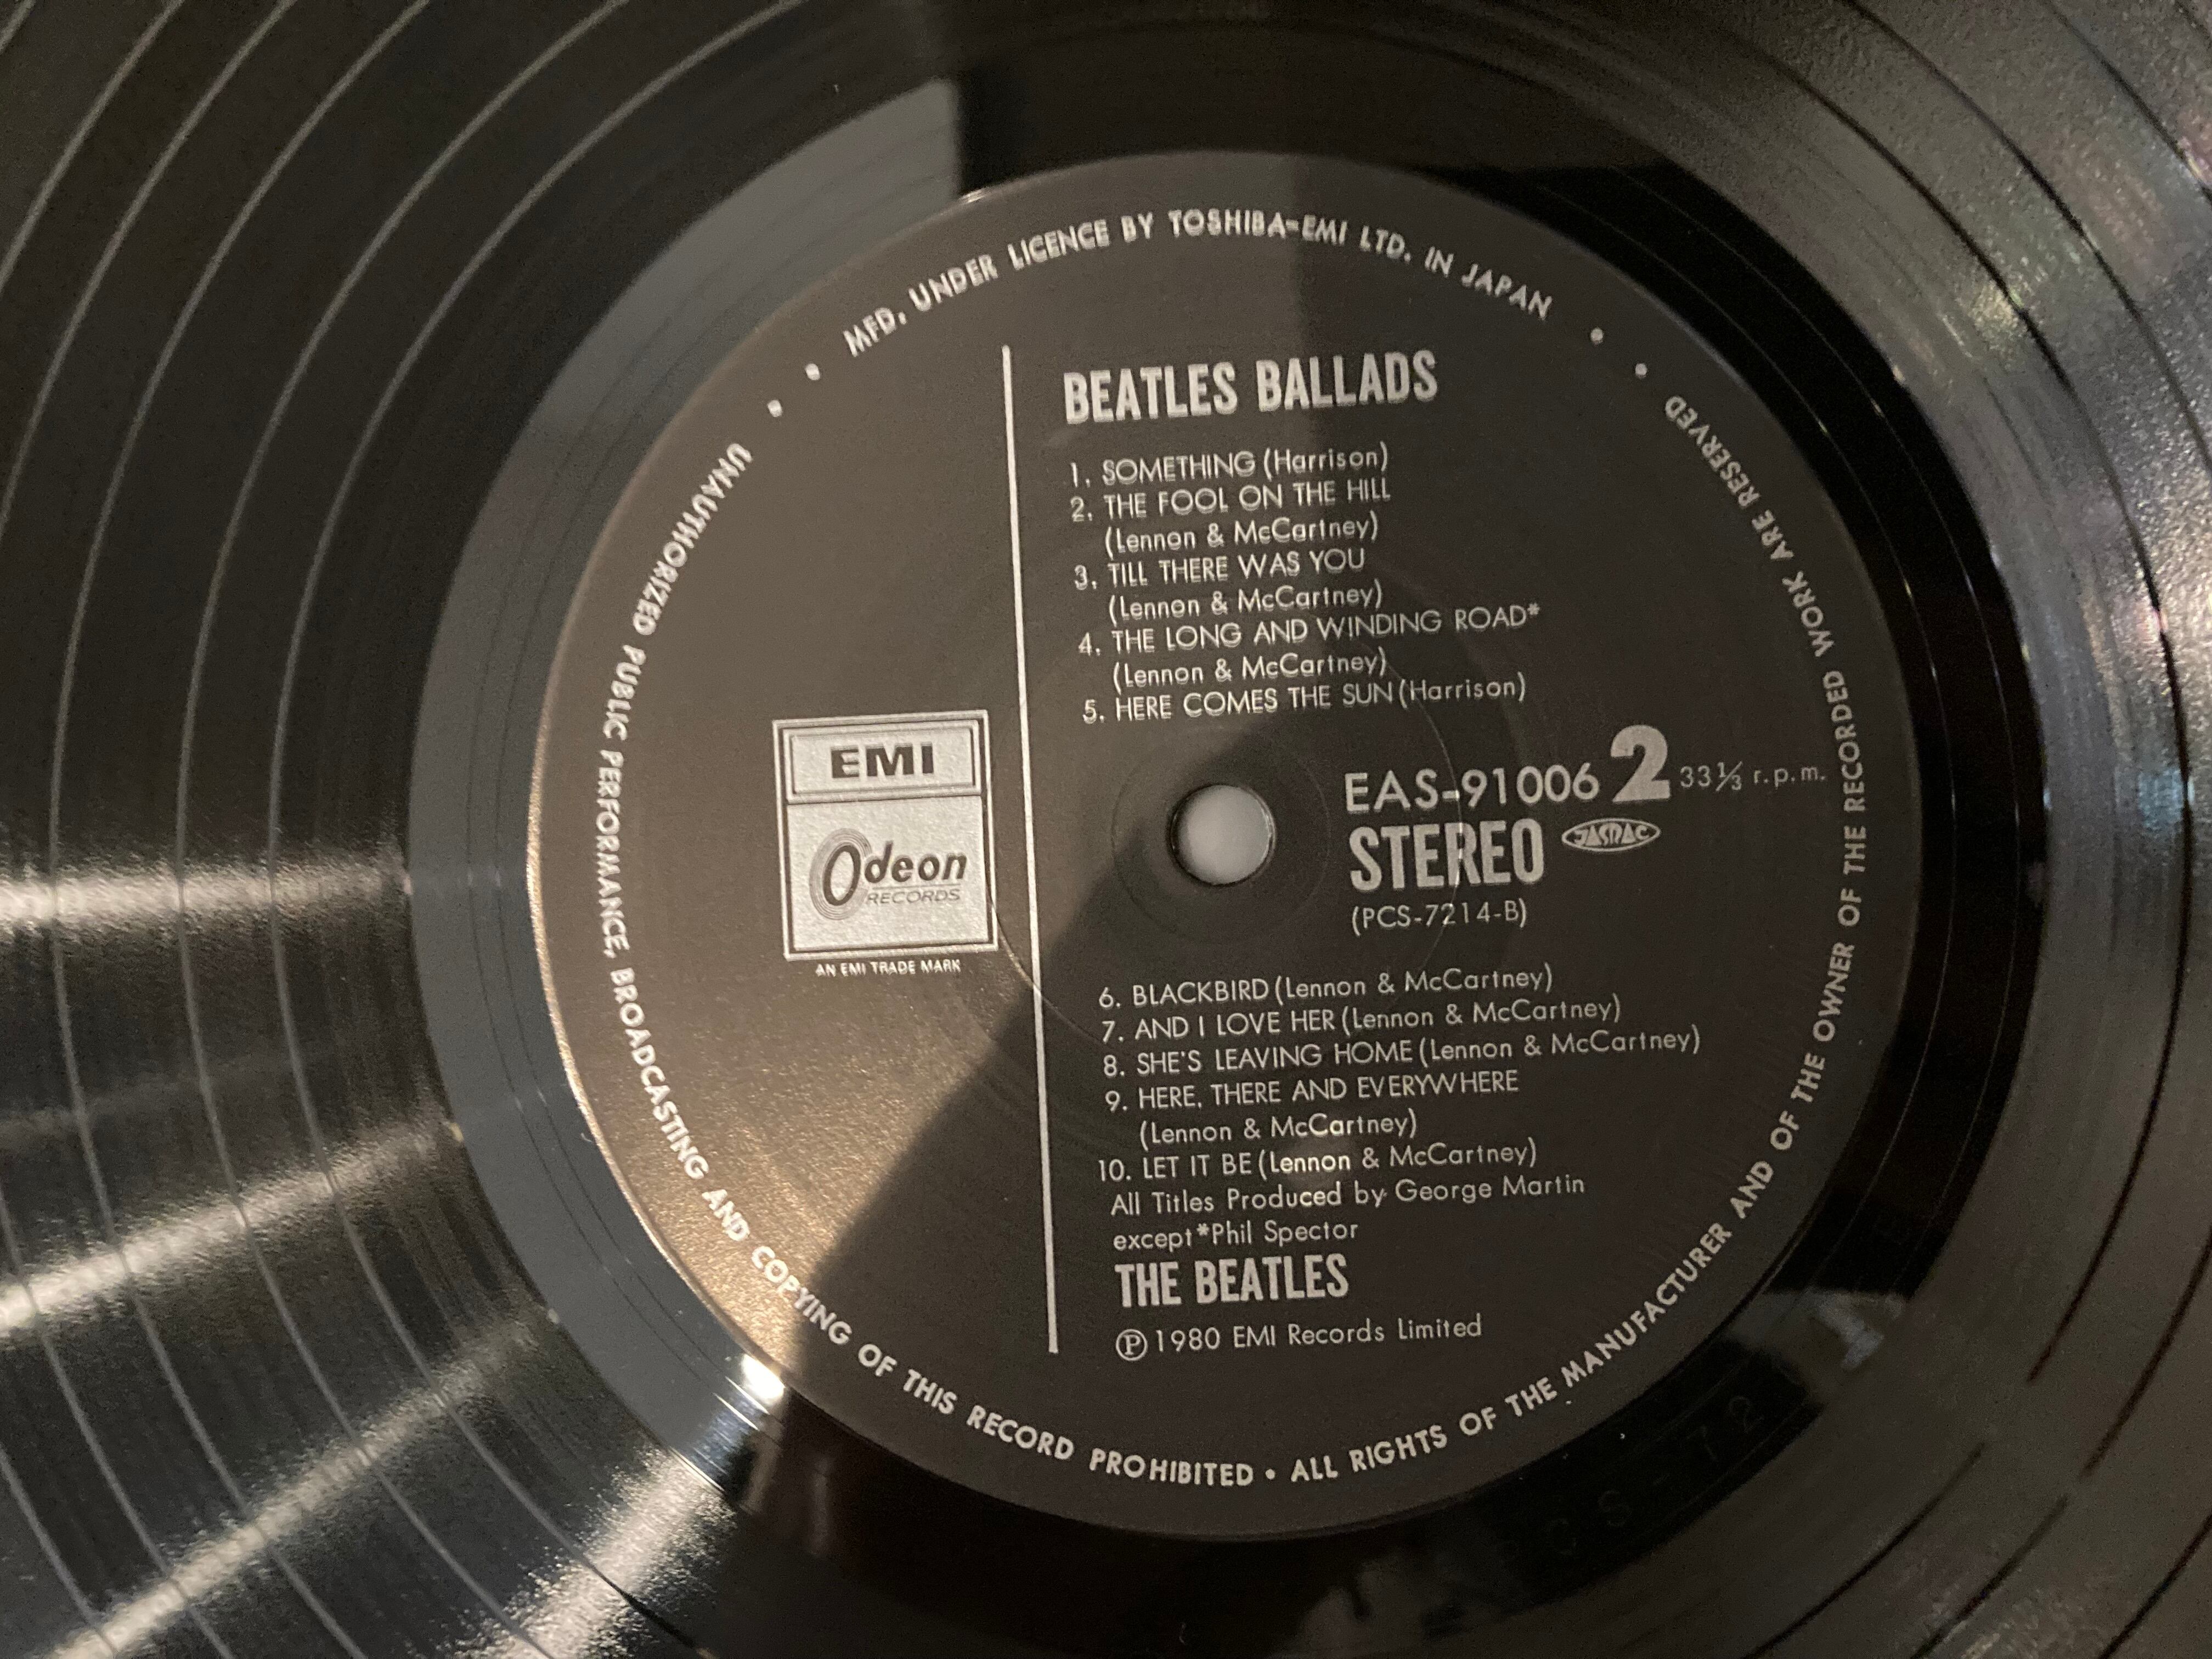 MFD. UNDER LICENCE BY TOSHIBA-EMI LTD. IN JAPAN
BEATLES BALLADS
1. SOMETHING (Harrison)
2. THE FOOL ON THE HILL
(Lennon & McCartney)
3. TILL THERE WAS YOU
(Lennon & McCartney)
4. THE LONG AND WINDING ROAD*
(Lennon & McCartney)
5. HERE COMES THE SUN (Harrison)
EMI
Odeon
RECORDS
AN EMI TRADE MARK
EAS-91006 2 33⅓ r.p.m.
STEREO JASRAC
(PCS-7214-B)
6. BLACKBIRD (Lennon & McCartney)
7. AND I LOVE HER (Lennon & McCartney)
8. SHE'S LEAVING HOME (Lennon & McCartney)
9. HERE, THERE AND EVERYWHERE
(Lennon & McCartney)
10. LET IT BE (Lennon & McCartney)
All Titles Produced by George Martin
except *Phil Spector
THE BEATLES
Ⓟ 1980 EMI Records Limited
UNAUTHORIZED PUBLIC PERFORMANCE, BROADCASTING AND COPYING OF THIS RECORD PROHIBITED • ALL RIGHTS OF THE MANUFACTURER AND OF THE OWNER OF THE RECORDED WORK ARE RESERVED